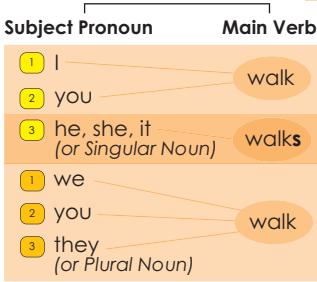 Subject Pronoun Main Verb
1 I
walk
2 you
3 he, she, it
(or Singular Noun)
walks
1 we
2 you
walk
3 they
(or Plural Noun)